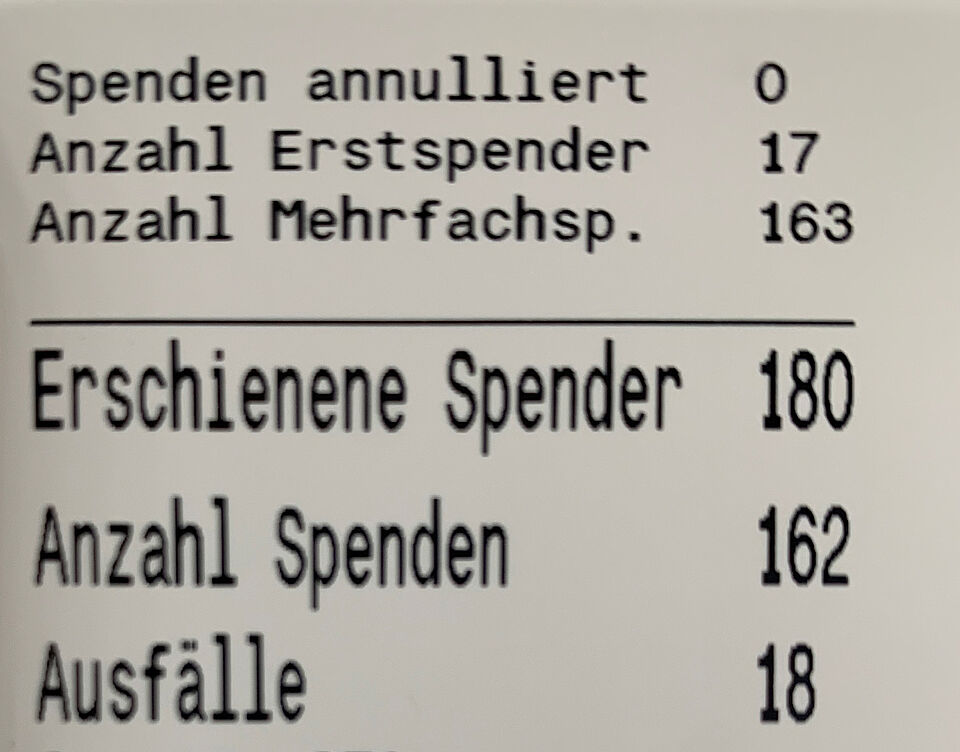 Spenden annulliert 0
Anzahl Erstspender 17
Anzahl Mehrfachsp. 163
Erschienene Spender 180
Anzahl Spenden 162
Ausfälle 18